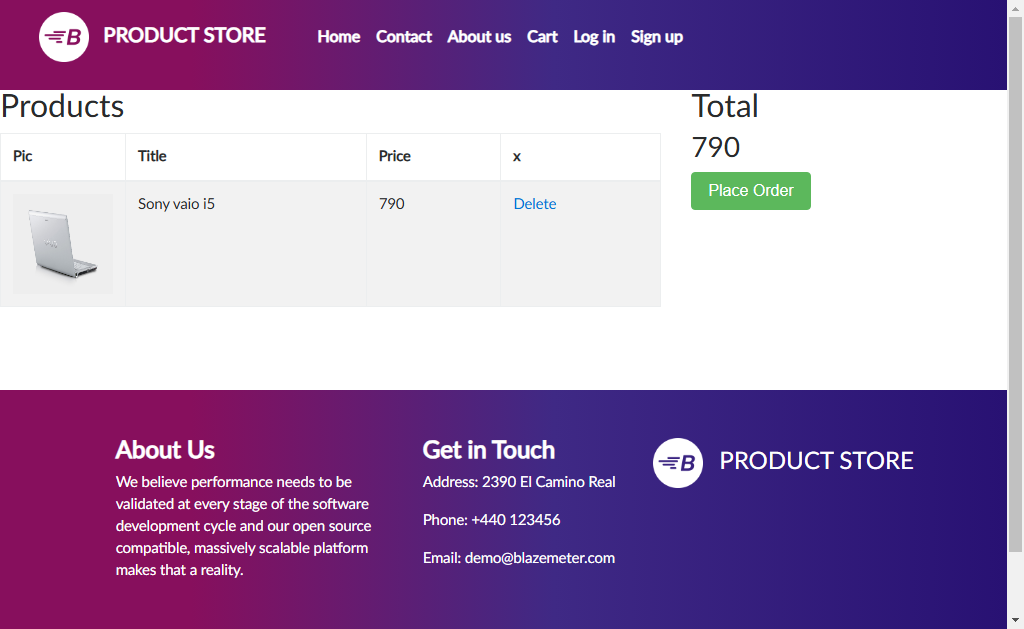 B PRODUCT STORE Home Contact About us Cart Log in Sign up
Products
Pic Title Price x
Sony vaio i5 790 Delete
Total
790
Place Order
About Us
We believe performance needs to be
validated at every stage of the software
development cycle and our open source
compatible, massively scalable platform
makes that a reality.
Get in Touch
Address: 2390 El Camino Real
Phone: +440 123456
Email: demo@blazemeter.com
B PRODUCT STORE